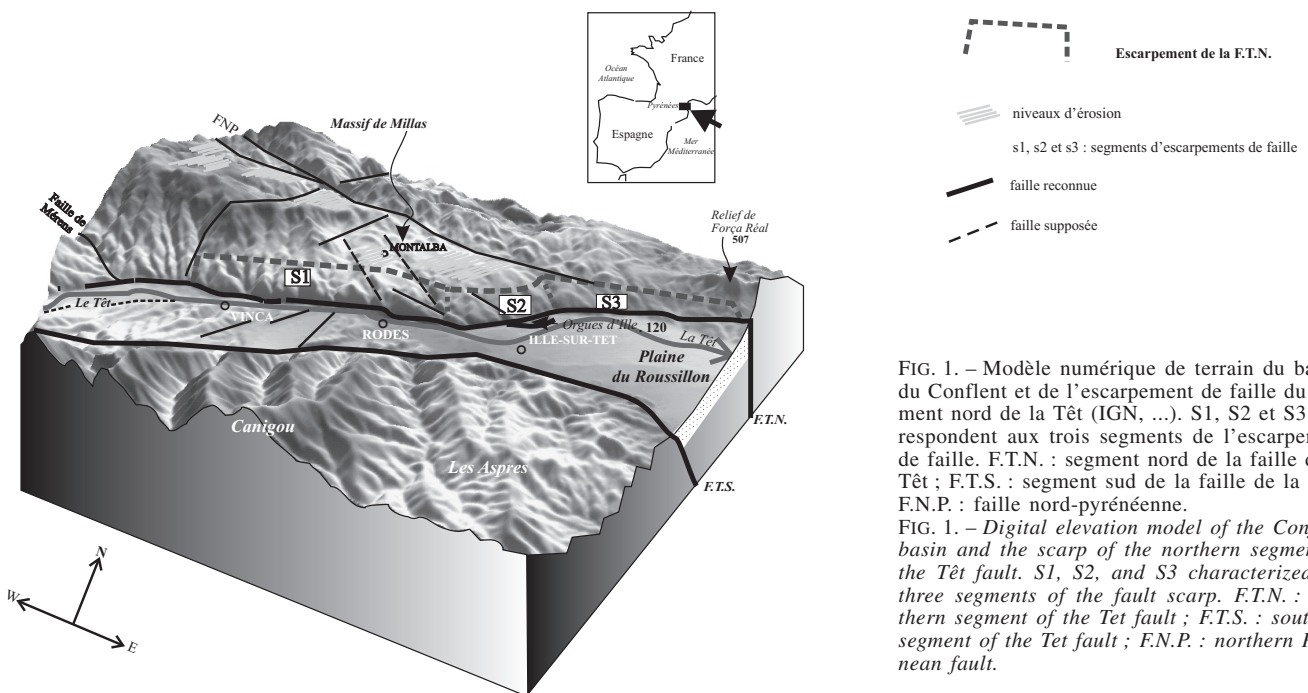 France
Océan
Atlantique
Pyrénées
Espagne
Mer
Méditerranée
FNP
Massif de Millas
Faille de
Mérens
MONTALBA
Relief de
Força Réal
507
S1
S2
S3
Le Têt
VINCA
RODES
Orgues d'Ille 120
ILLE-SUR-TET
La Têt
Plaine
du Roussillon
Canigou
Les Aspres
F.T.N.
F.T.S.
N
W
E
Escarpement de la F.T.N.
niveaux d'érosion
s1, s2 et s3 : segments d'escarpements de faille
faille reconnue
faille supposée
FIG. 1. – Modèle numérique de terrain du ba
du Conflent et de l'escarpement de faille du
ment nord de la Têt (IGN, ...). S1, S2 et S3
respondent aux trois segments de l'escarpe
de faille. F.T.N. : segment nord de la faille d
Têt ; F.T.S. : segment sud de la faille de la
F.N.P. : faille nord-pyrénéenne.
FIG. 1. – Digital elevation model of the Conf
basin and the scarp of the northern segmen
the Têt fault. S1, S2, and S3 characterized
three segments of the fault scarp. F.T.N. :
thern segment of the Tet fault ; F.T.S. : sout
segment of the Tet fault ; F.N.P. : northern P
nean fault.